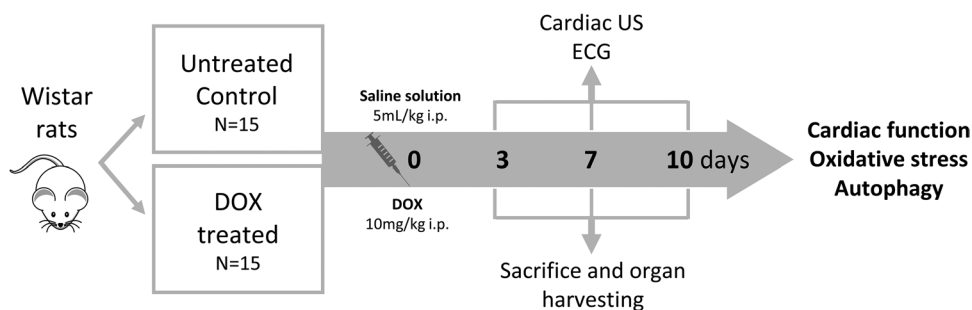 Wistar
rats
Untreated
Control
N=15
DOX
treated
N=15
Saline solution
5mL/kg i.p.
DOX
10mg/kg i.p.
Cardiac US
ECG
0 3 7 10 days
Sacrifice and organ
harvesting
Cardiac function
Oxidative stress
Autophagy